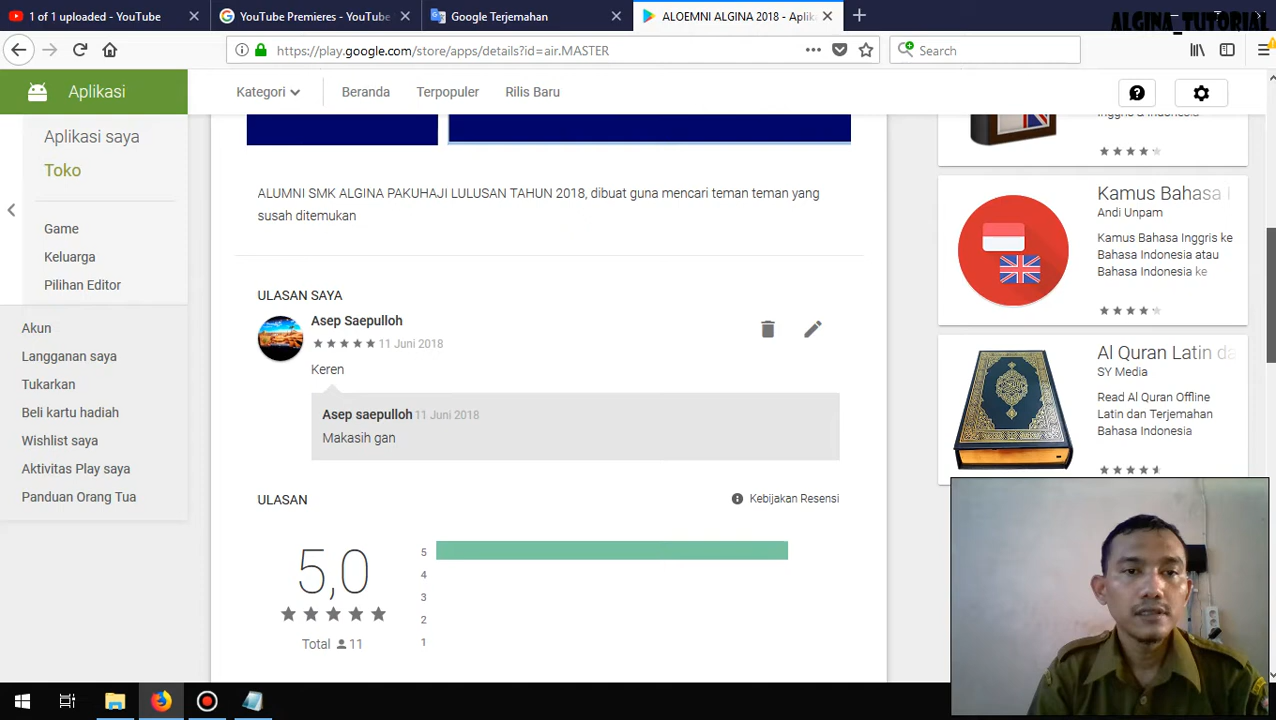 1 of 1 uploaded - YouTube
YouTube Premieres - YouTube
Google Terjemahan
ALOEMNI ALGINA 2018 - Aplik
ALGINA_TUTORIAL
https://play.google.com/store/apps/details?id=air.MASTER
Search
Aplikasi
Kategori
Beranda
Terpopuler
Rilis Baru
Aplikasi saya
Toko
Game
Keluarga
Pilihan Editor
Akun
Langganan saya
Tukarkan
Beli kartu hadiah
Wishlist saya
Aktivitas Play saya
Panduan Orang Tua
ALUMNI SMK ALGINA PAKUHAJI LULUSAN TAHUN 2018, dibuat guna mencari teman teman yang
susah ditemukan
ULASAN SAYA
Asep Saepulloh
11 Juni 2018
Keren
Asep saepulloh 11 Juni 2018
Makasih gan
ULASAN
Kebijakan Resensi
5,0
Total 11
5
4
3
2
1
Inggris & Indonesia
Kamus Bahasa I
Andi Unpam
Kamus Bahasa Inggris ke
Bahasa Indonesia atau
Bahasa Indonesia ke
Al Quran Latin da
SY Media
Read Al Quran Offline
Latin dan Terjemahan
Bahasa Indonesia